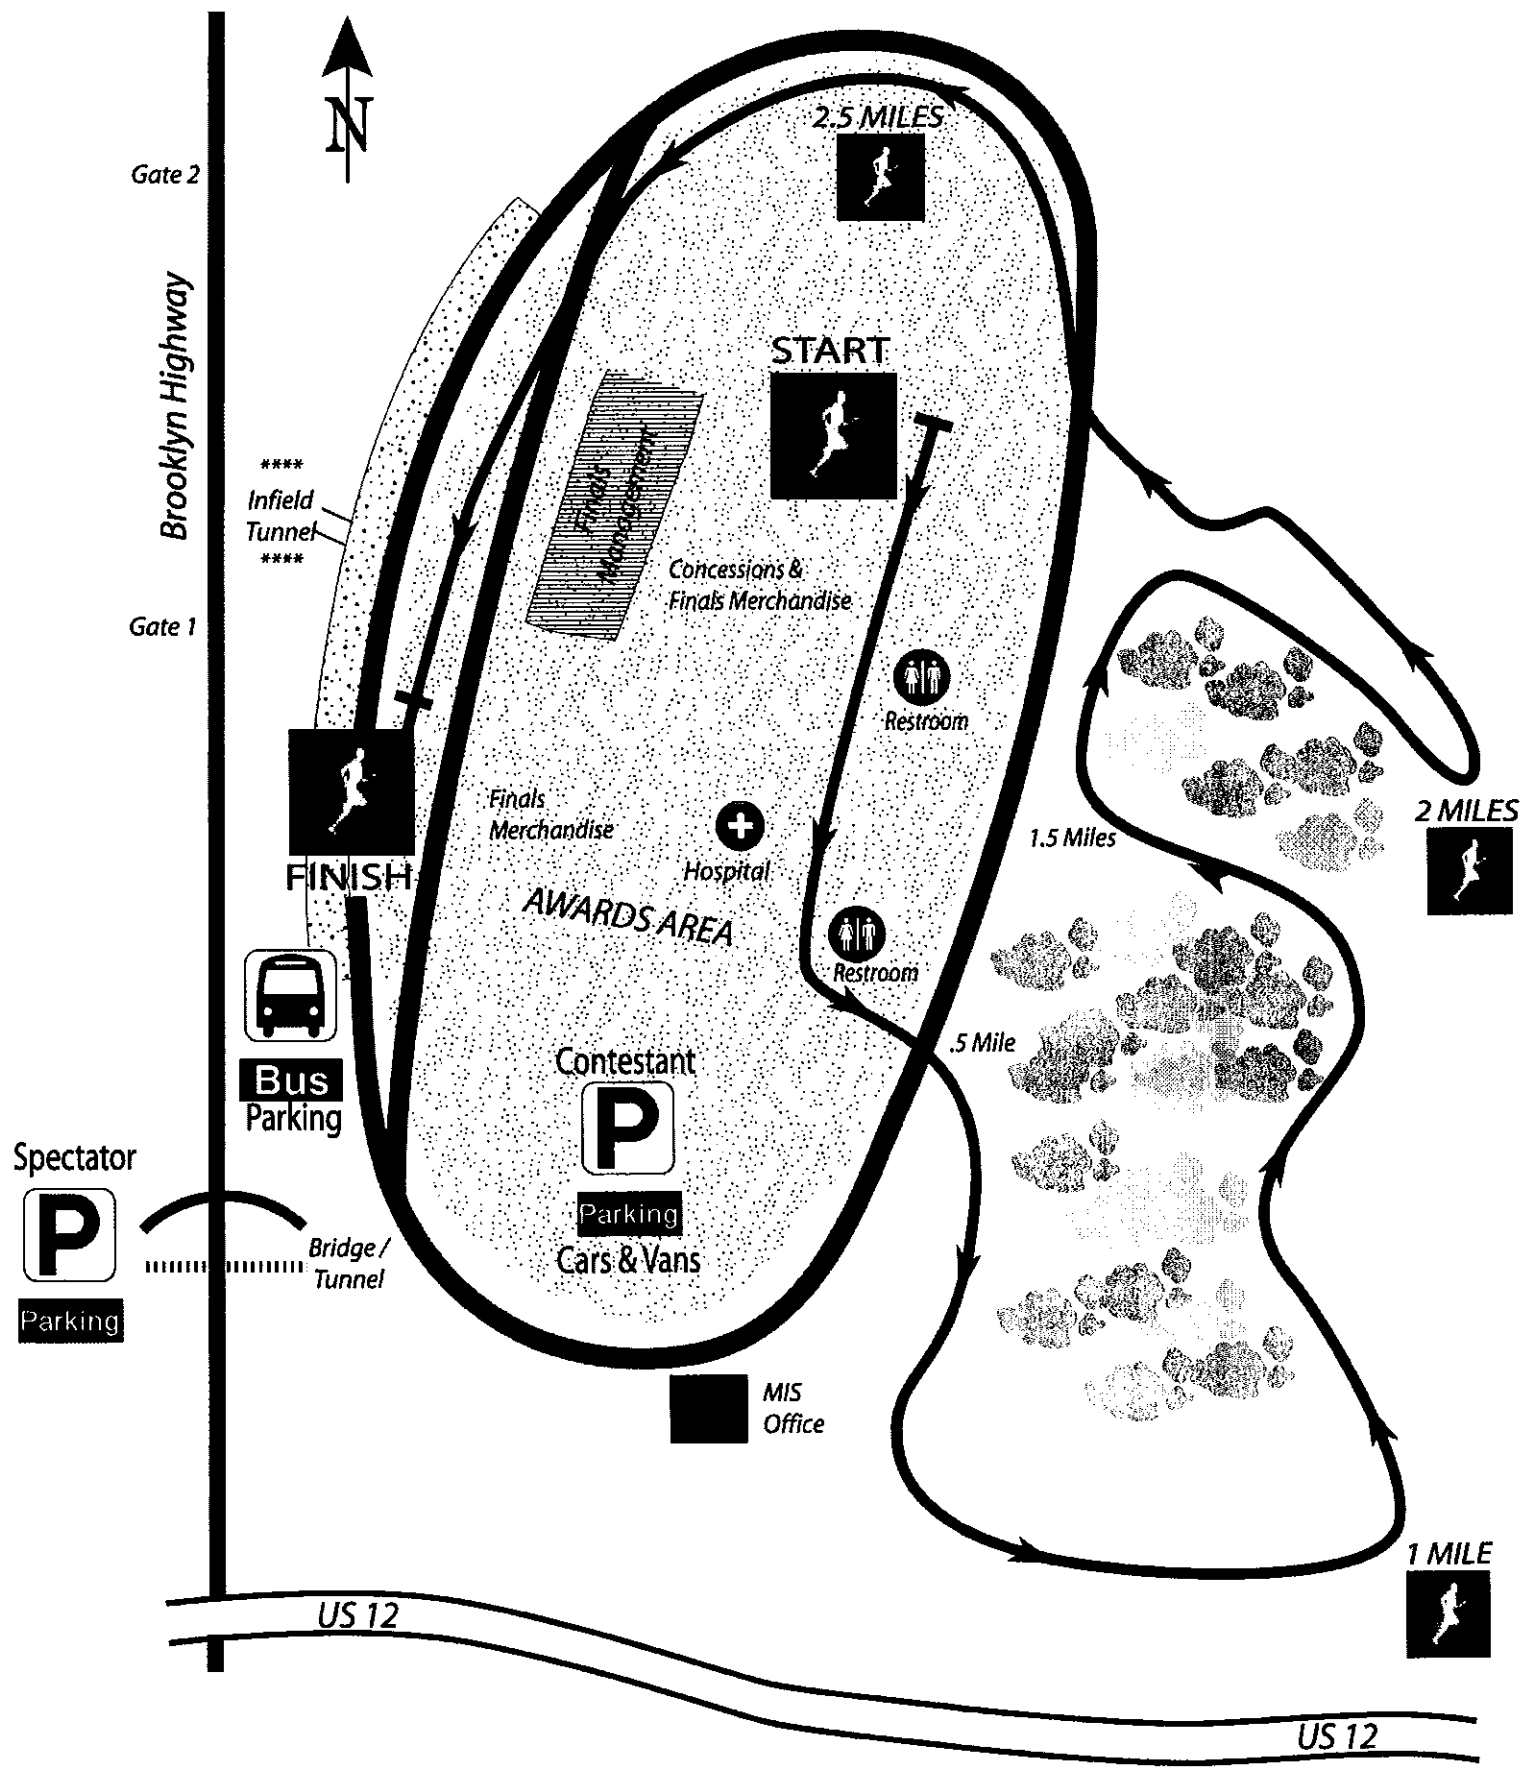 N
2.5 MILES
Gate 2
START
Brooklyn Highway
****
Infield
Tunnel
****
Finals
Management
Concessions &
Finals Merchandise
Gate 1
Restroom
Finals
Merchandise
2 MILES
1.5 Miles
Hospital
FINISH
AWARDS AREA
Restroom
.5 Mile
Contestant
P
Parking
Cars & Vans
Bus
Parking
Spectator
P
Parking
Bridge /
Tunnel
MIS
Office
1 MILE
US 12
US 12